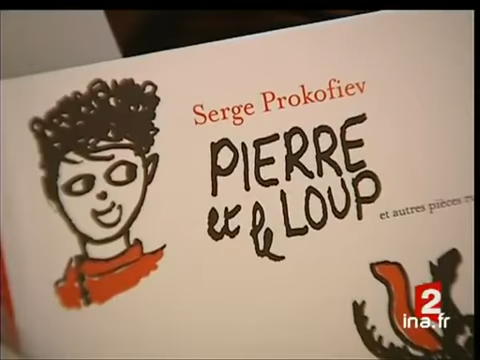 Serge Prokofiev
PIERRE
et le LOUP
et autres pièces
2
ina.fr